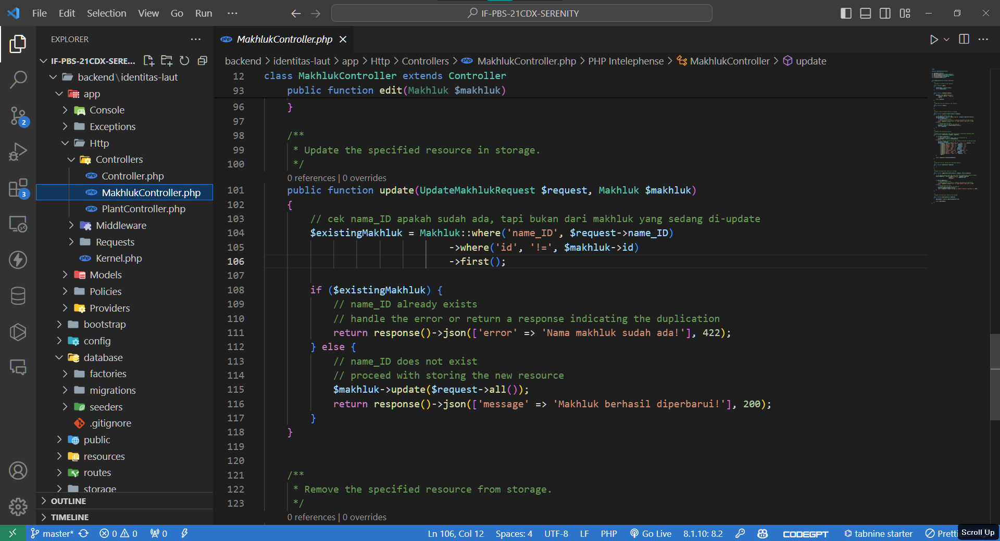 File Edit Selection View Go Run ···
IF-PBS-21CDX-SERENITY
EXPLORER
IF-PBS-21CDX-SERE...
backend\identitas-laut
app
Console
Exceptions
Http
Controllers
Controller.php
MakhlukController.php
PlantController.php
Middleware
Requests
Kernel.php
Models
Policies
Providers
bootstrap
config
database
factories
migrations
seeders
.gitignore
public
resources
routes
storage
OUTLINE
TIMELINE
2
3
MakhlukController.php
backend > identitas-laut > app > Http > Controllers > MakhlukController.php > PHP Intelephense > MakhlukController > update
12 class MakhlukController extends Controller
93 public function edit(Makhluk $makhluk)
96 }
97
98 /**
99 * Update the specified resource in storage.
100 */
0 references | 0 overrides
101 public function update(UpdateMakhlukRequest $request, Makhluk $makhluk)
102 {
103 // cek nama_ID apakah sudah ada, tapi bukan dari makhluk yang sedang di-update
104 $existingMakhluk = Makhluk::where('name_ID', $request->name_ID)
105 ->where('id', '!=', $makhluk->id)
106 ->first();
107
108 if ($existingMakhluk) {
109 // name_ID already exists
110 // handle the error or return a response indicating the duplication
111 return response()->json(['error' => 'Nama makhluk sudah ada!'], 422);
112 } else {
113 // name_ID does not exist
114 // proceed with storing the new resource
115 $makhluk->update($request->all());
116 return response()->json(['message' => 'Makhluk berhasil diperbarui!'], 200);
117 }
118 }
119
120
121 /**
122 * Remove the specified resource from storage.
123 */
0 references | 0 overrides
master* 0 0 0 Ln 106, Col 12 Spaces: 4 UTF-8 LF PHP Go Live 8.1.10: 8.2 CODEGPT tabnine starter Pretti
Scroll Up